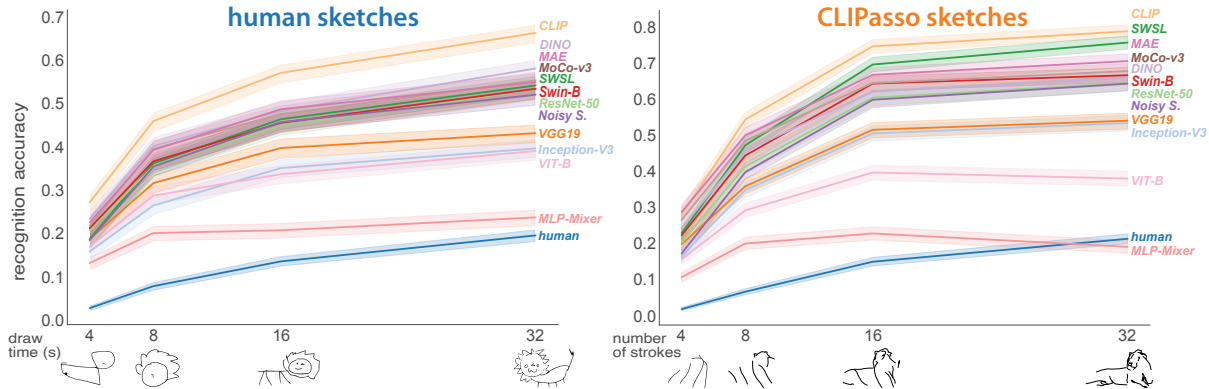 human sketches
recognition accuracy
0.7
0.6
0.5
0.4
0.3
0.2
0.1
0.0
CLIP
DINO
MAE
MoCo-v3
SWSL
Swin-B
ResNet-50
Noisy S.
VGG19
Inception-V3
VIT-B
MLP-Mixer
human
4 8 16 32
draw
time (s)
CLIPasso sketches
0.8
0.7
0.6
0.5
0.4
0.3
0.2
0.1
0.0
CLIP
SWSL
MAE
MoCo-v3
DINO
Swin-B
ResNet-50
Noisy S.
VGG19
Inception-V3
VIT-B
human
MLP-Mixer
4 8 16 32
number
of strokes